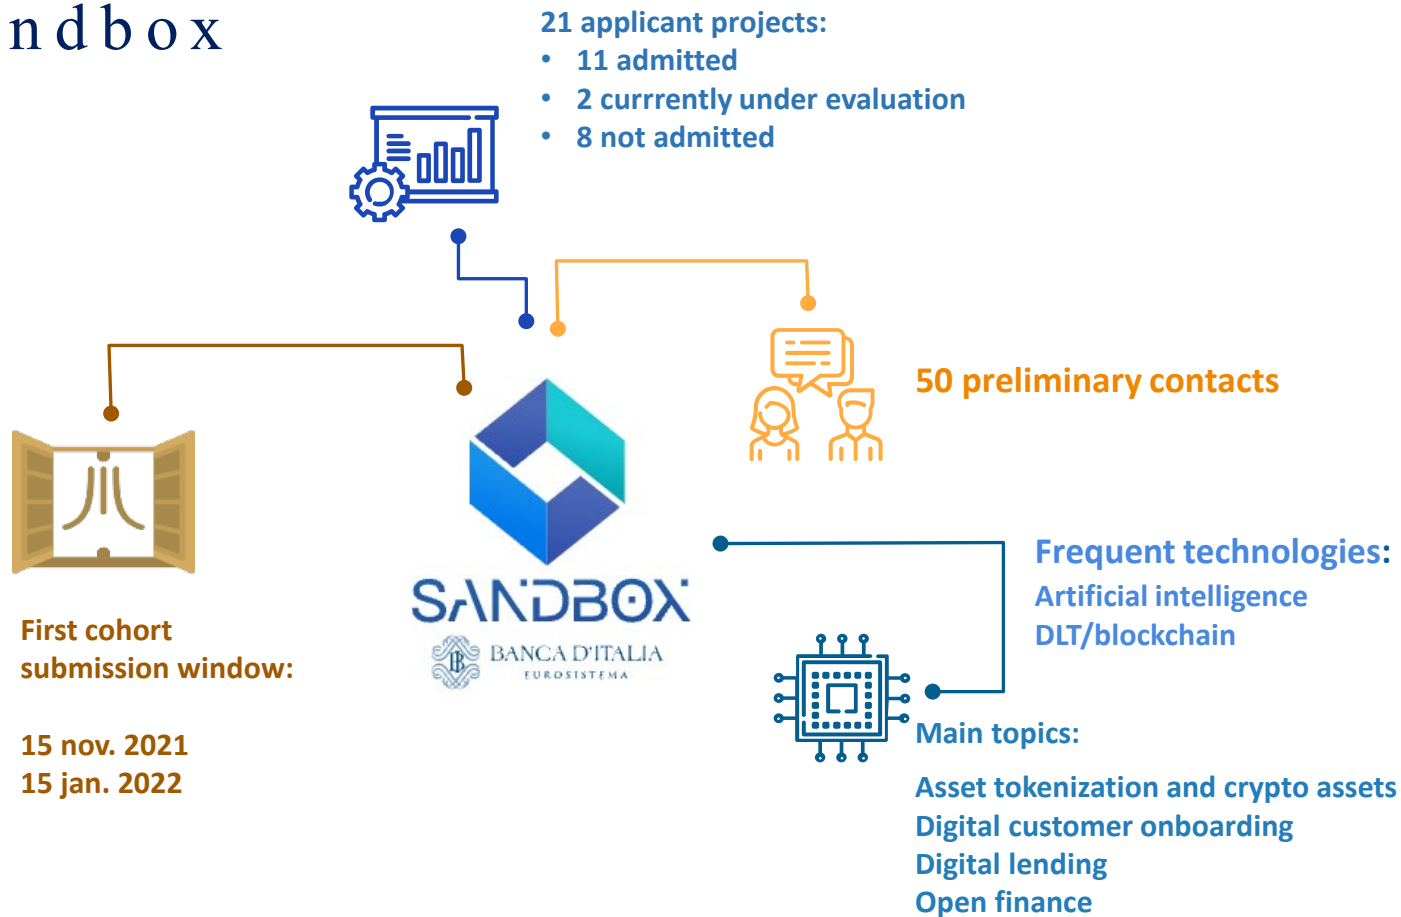 ndbox
21 applicant projects:
• 11 admitted
• 2 currrently under evaluation
• 8 not admitted
50 preliminary contacts
First cohort
submission window:
15 nov. 2021
15 jan. 2022
SANDBOX
BANCA D'ITALIA
EUROSISTEMA
Frequent technologies:
Artificial intelligence
DLT/blockchain
Main topics:
Asset tokenization and crypto assets
Digital customer onboarding
Digital lending
Open finance